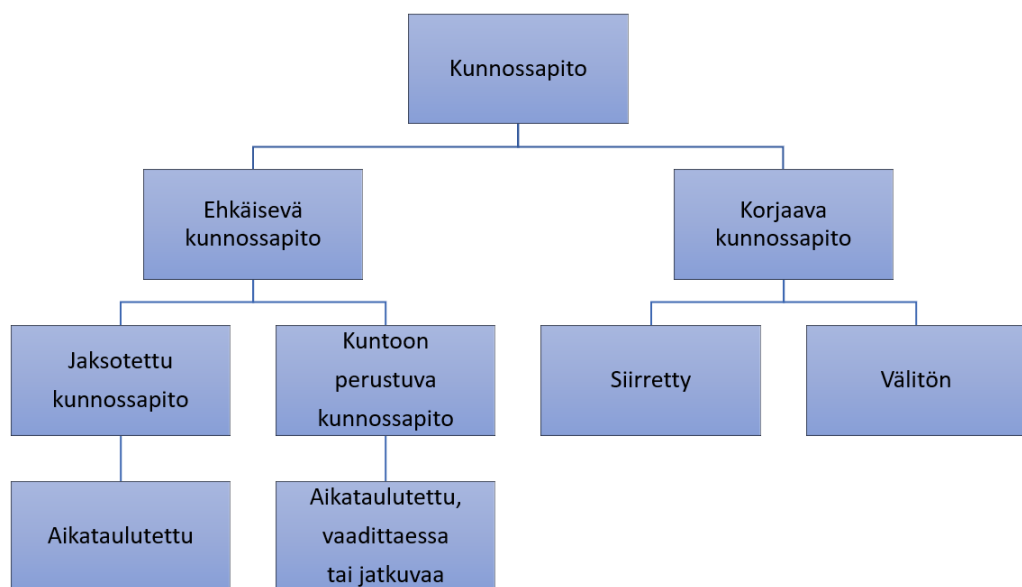 Kunnossapito
Ehkäisevä
kunnossapito
Korjaava
kunnossapito
Jaksotettu
kunnossapito
Kuntoon
perustuva
kunnossapito
Siirretty
Välitön
Aikataulutettu
Aikataulutettu,
vaadittaessa
tai jatkuvaa